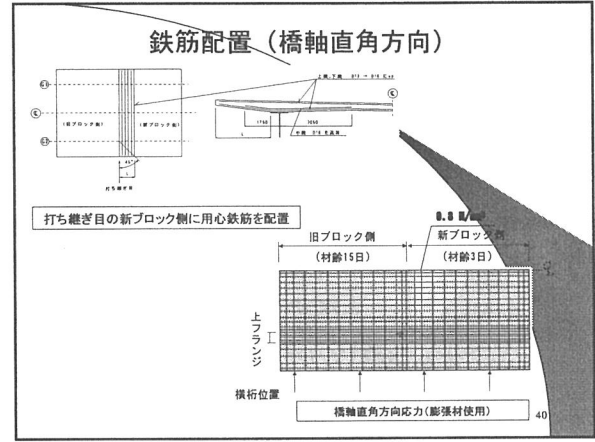 鉄筋配置(橋軸直角方向)
(旧ブロック側)
(新ブロック側)
45°
L
打ち継ぎ目
L
1750
3050
打ち継ぎ目の新ブロック側に用心鉄筋を配置
旧ブロック側
新ブロック側
(材齢15日)
(材齢3日)
上フランジ
横桁位置
橋軸直角方向応力(膨張材使用)
40